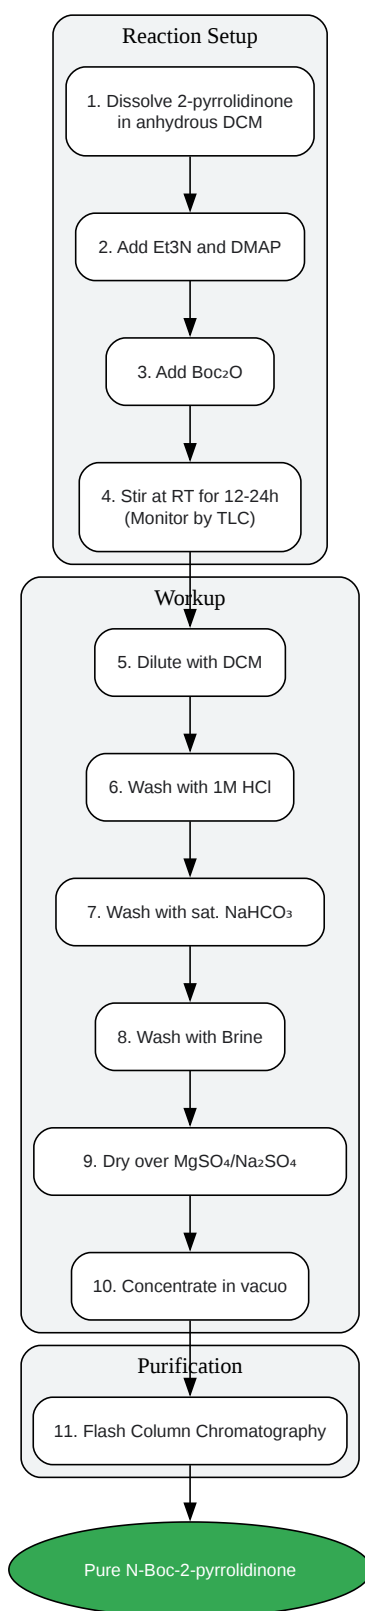 Reaction Setup
1. Dissolve 2-pyrrolidinone
in anhydrous DCM
2. Add Et3N and DMAP
3. Add Boc₂O
4. Stir at RT for 12-24h
(Monitor by TLC)
Workup
5. Dilute with DCM
6. Wash with 1M HCl
7. Wash with sat. NaHCO₃
8. Wash with Brine
9. Dry over MgSO₄/Na₂SO₄
10. Concentrate in vacuo
Purification
11. Flash Column Chromatography
Pure N-Boc-2-pyrrolidinone